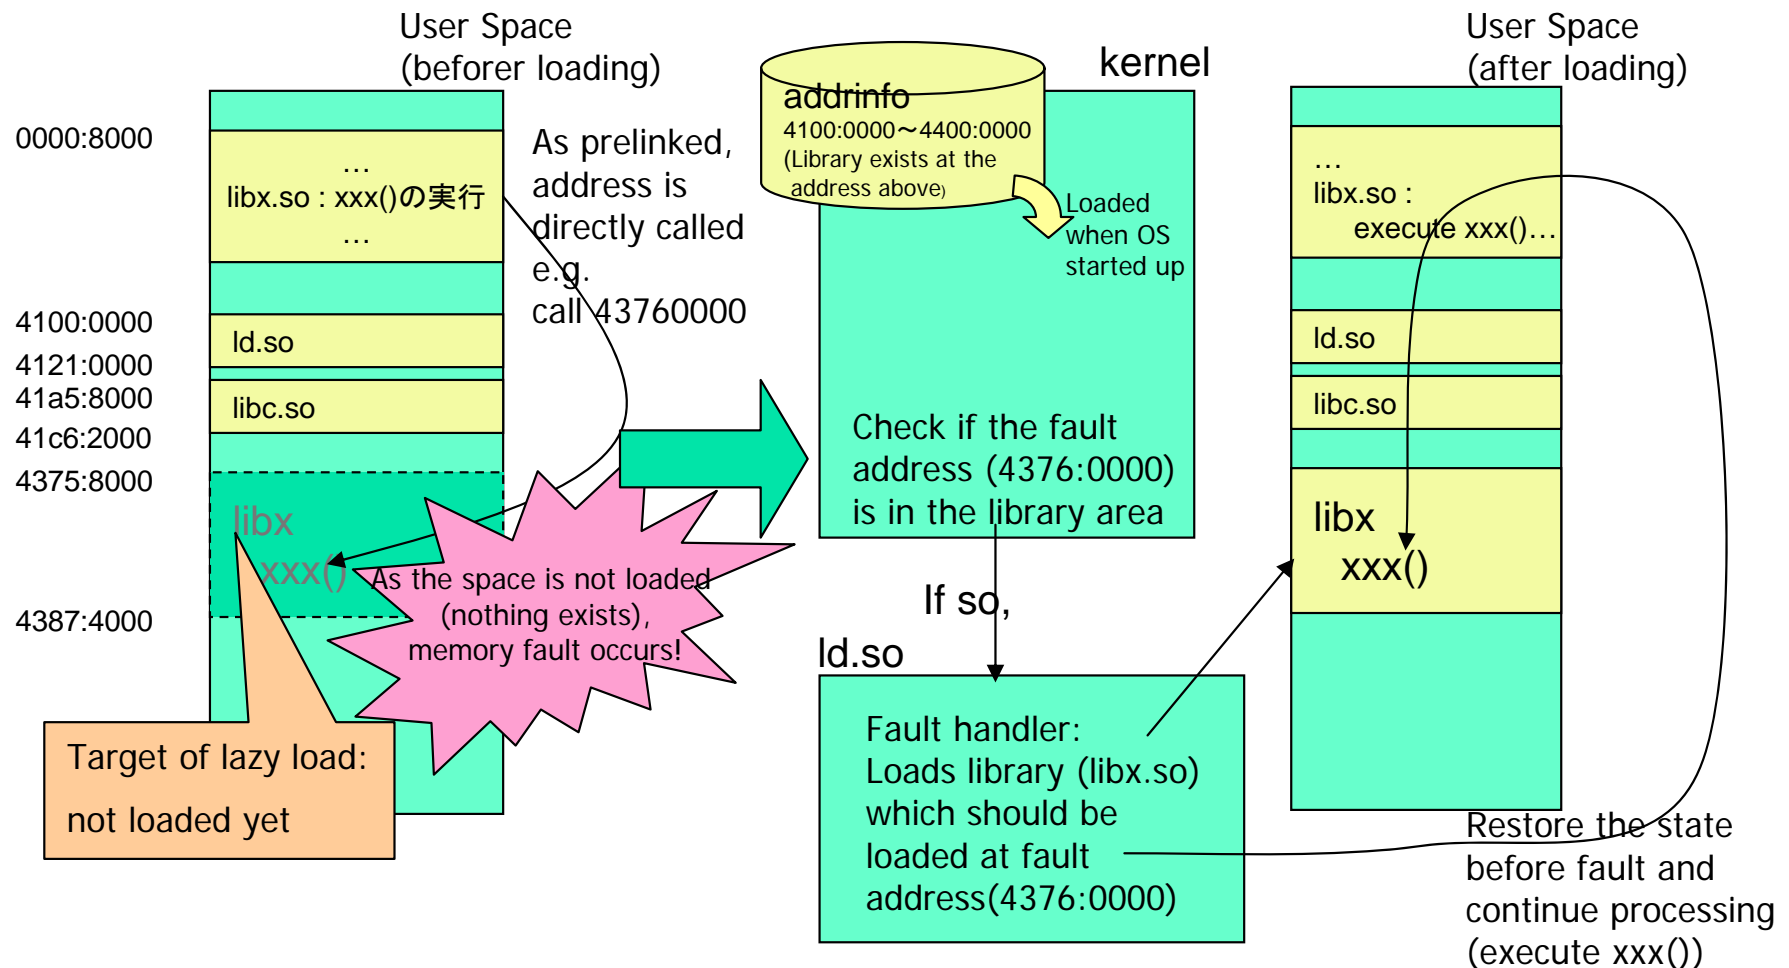 User Space
(beforer loading)
0000:8000
…
libx.so : xxx()の実行
…
4100:0000
ld.so
4121:0000
41a5:8000
libc.so
41c6:2000
4375:8000
libx
xxx()
4387:4000
As prelinked,
address is
directly called
e.g.
call 43760000
As the space is not loaded
(nothing exists),
memory fault occurs!
Target of lazy load:
not loaded yet
kernel
addrinfo
4100:0000～4400:0000
(Library exists at the
address above)
Loaded
when OS
started up
Check if the fault
address (4376:0000)
is in the library area
If so,
ld.so
Fault handler:
Loads library (libx.so)
which should be
loaded at fault
address(4376:0000)
User Space
(after loading)
…
libx.so :
execute xxx()…
ld.so
libc.so
libx
xxx()
Restore the state
before fault and
continue processing
(execute xxx())